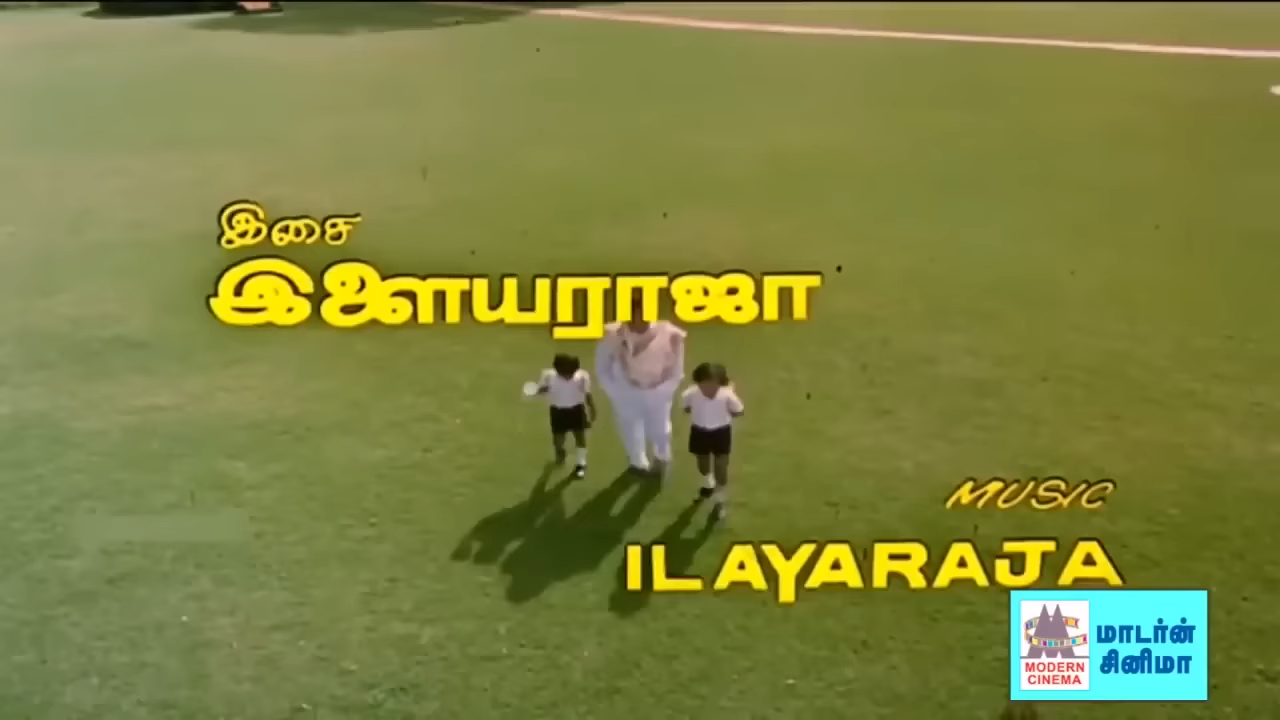 இசை
இளையராஜா
MUSIC
ILAYARAJA
மாடர்ன்
சினிமா
MODERN
CINEMA